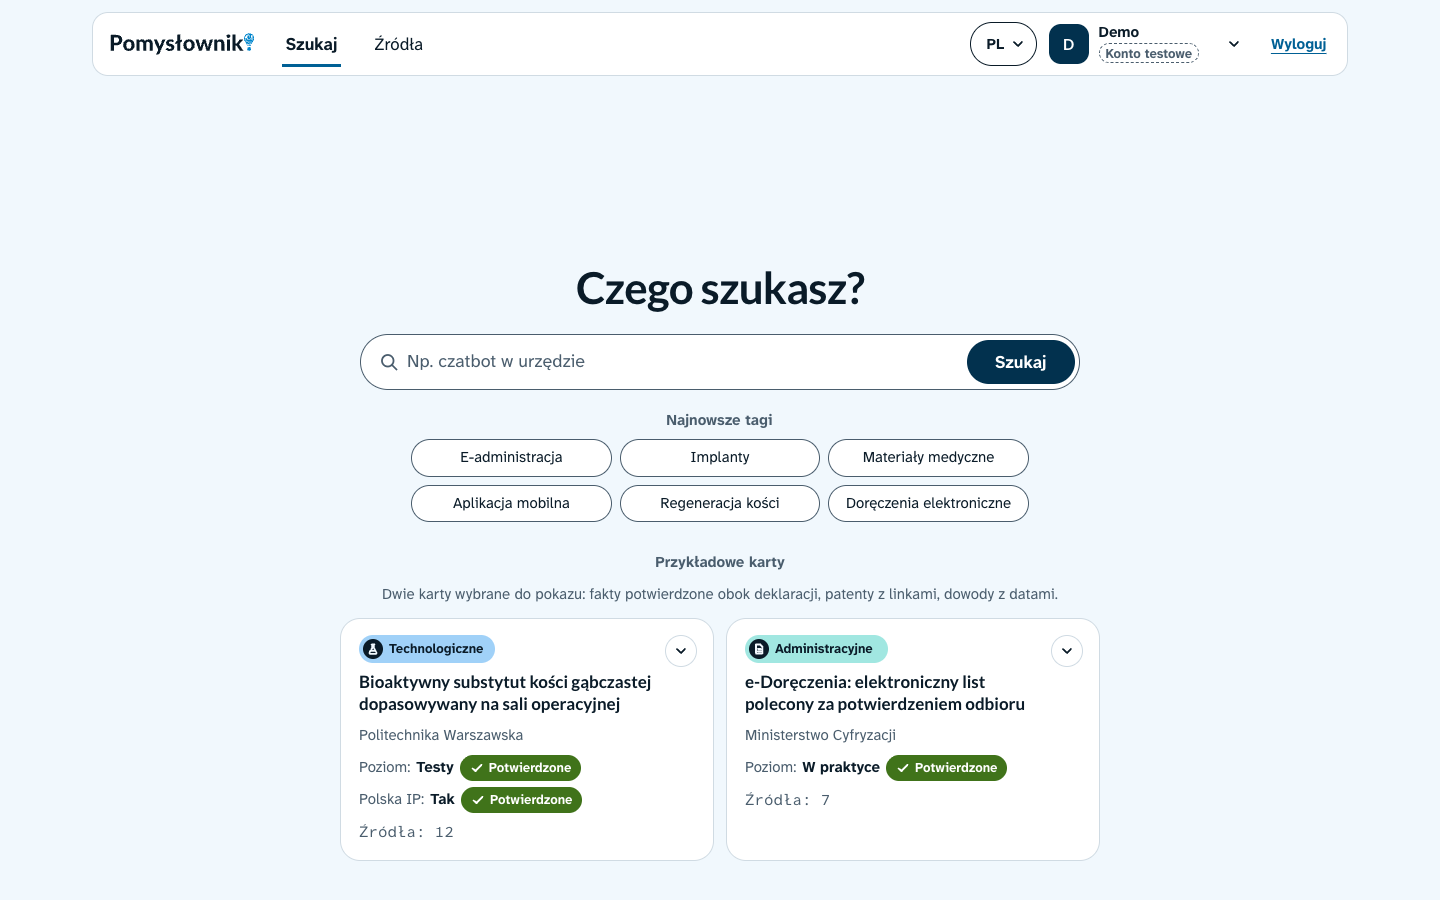 Pomysłownik
Szukaj
Źródła
PL
D
Demo
Konto testowe
Wyloguj
Czego szukasz?
Np. czatbot w urzędzie
Szukaj
Najnowsze tagi
E-administracja
Implanty
Materiały medyczne
Aplikacja mobilna
Regeneracja kości
Doręczenia elektroniczne
Przykładowe karty
Dwie karty wybrane do pokazu: fakty potwierdzone obok deklaracji, patenty z linkami, dowody z datami.
Technologiczne
Bioaktywny substytut kości gąbczastej
dopasowywany na sali operacyjnej
Politechnika Warszawska
Poziom: Testy Potwierdzone
Polska IP: Tak Potwierdzone
Źródła: 12
Administracyjne
e-Doręczenia: elektroniczny list
polecony za potwierdzeniem odbioru
Ministerstwo Cyfryzacji
Poziom: W praktyce Potwierdzone
Źródła: 7